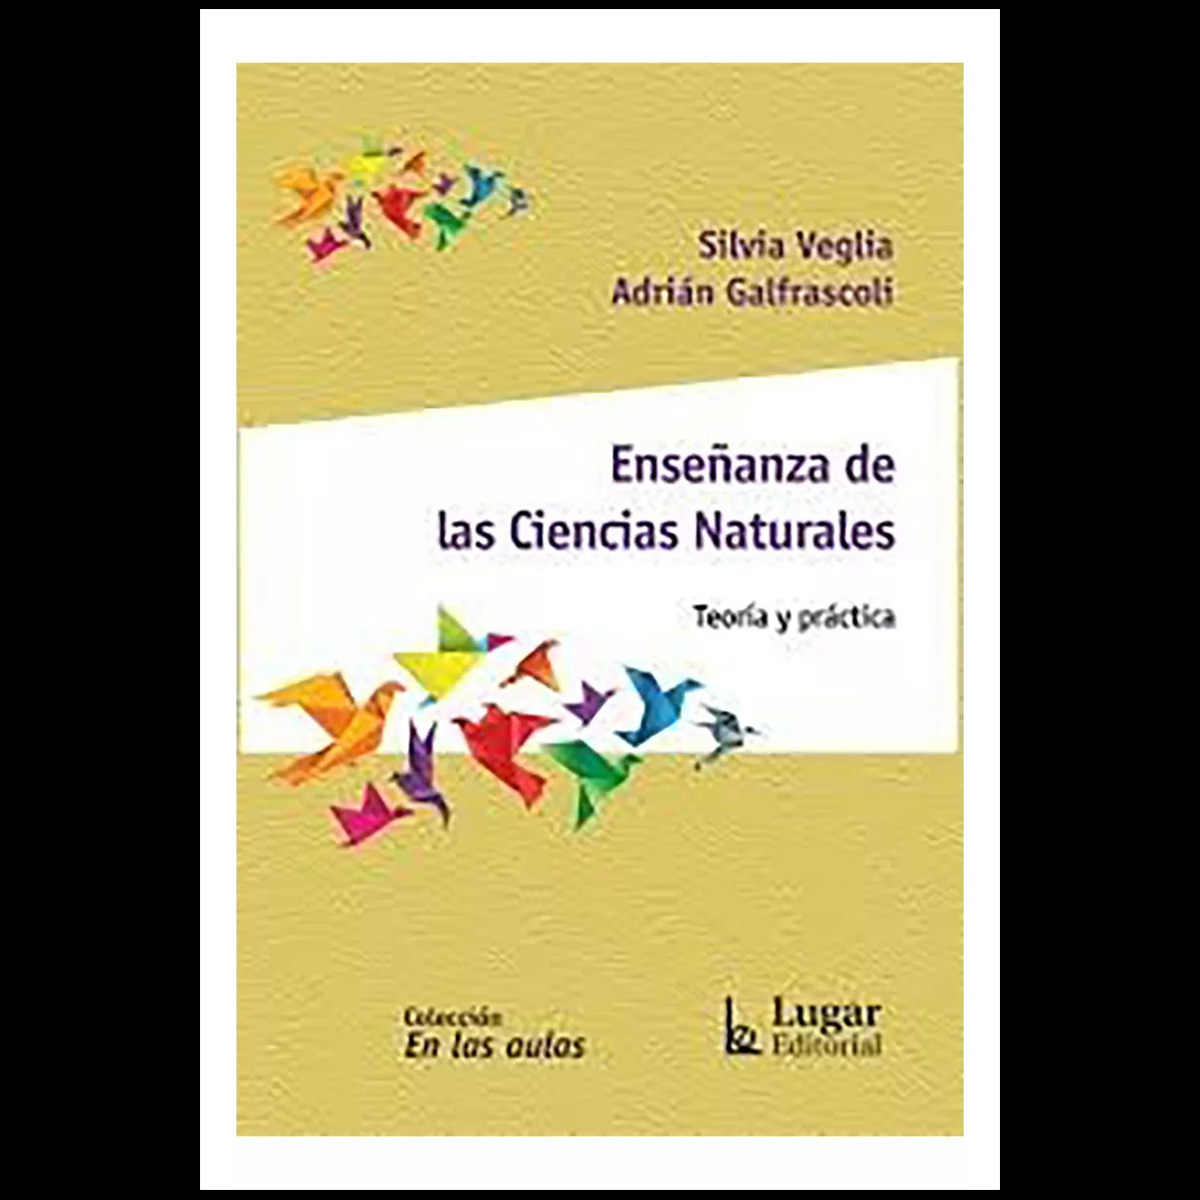 Silvia Veglia
Adrián Galfrascoli
Enseñanza de
las Ciencias Naturales
Teoría y práctica
Colección
En las aulas
Lugar
Editorial